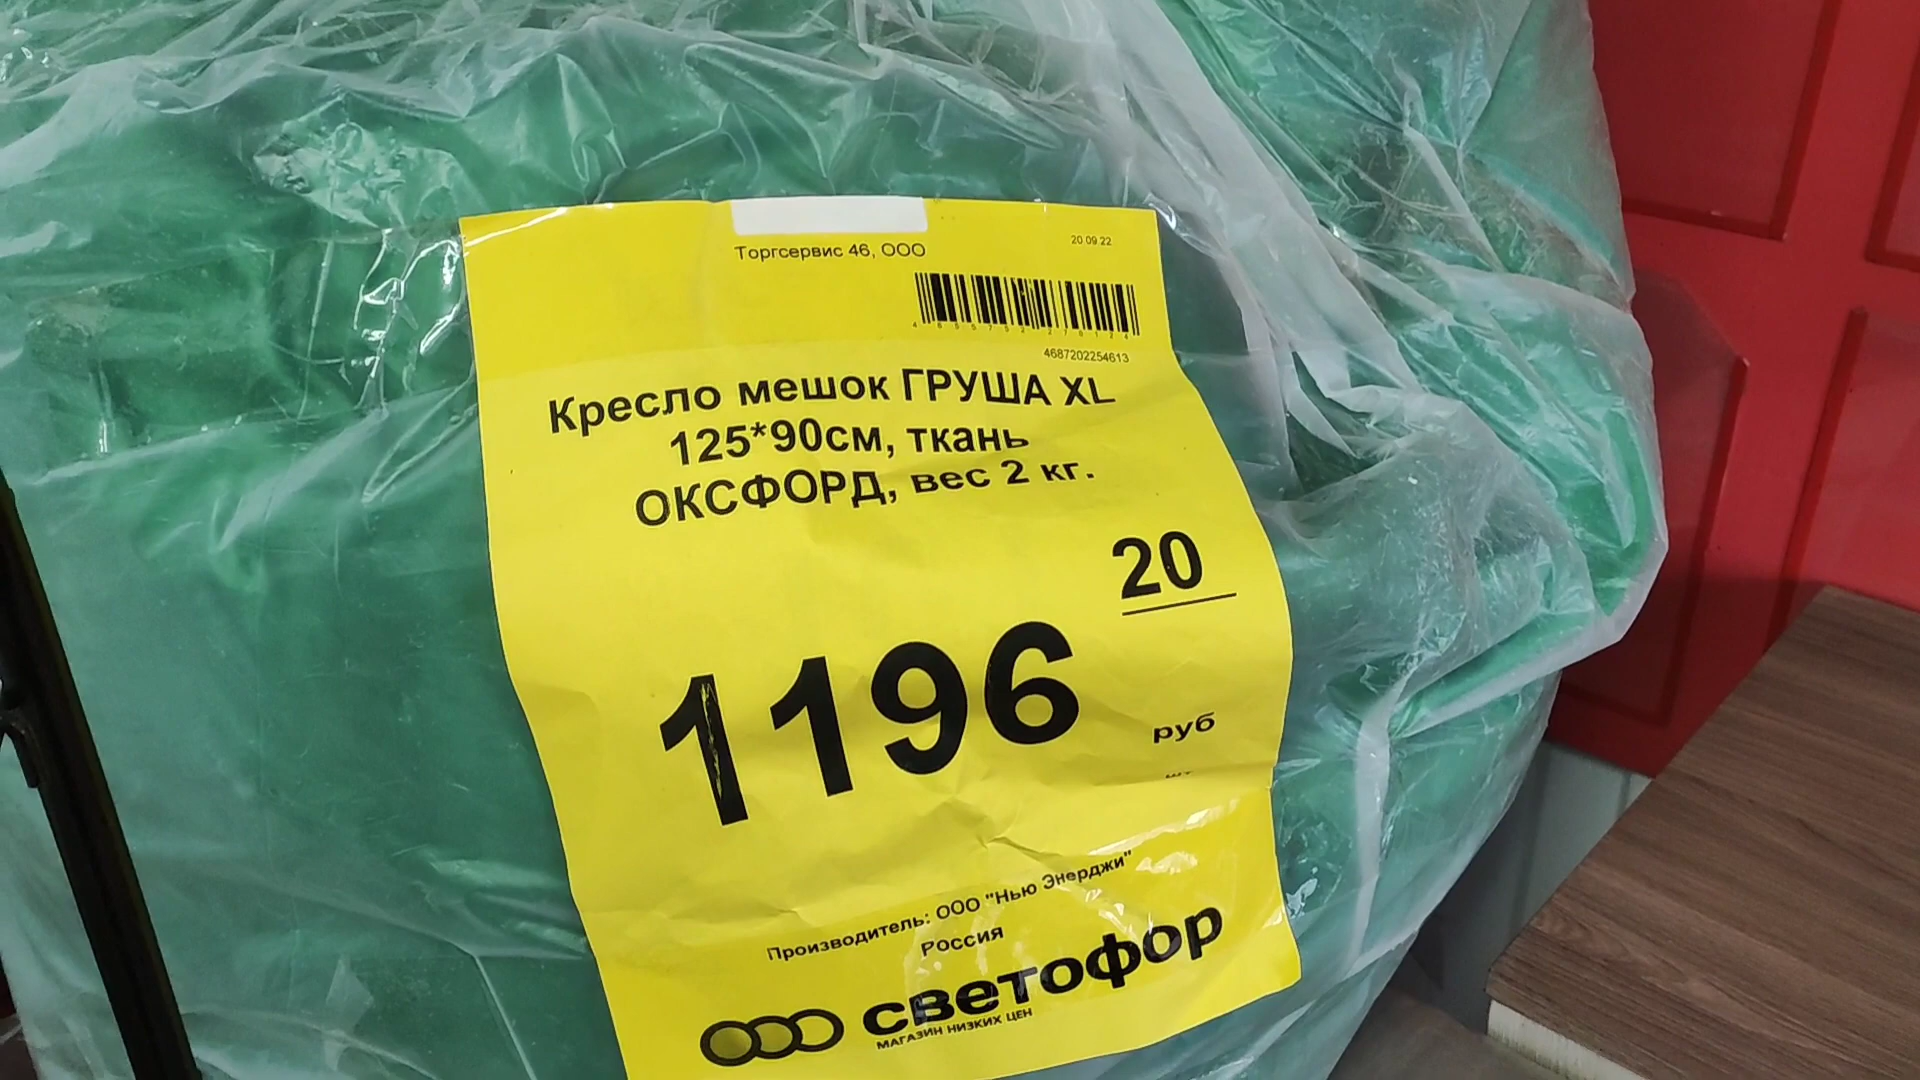 Торгсервис 46, ООО
20.09.22
4687202254613
Кресло мешок ГРУША XL
125*90см, ткань
ОКСФОРД, вес 2 кг.
20
1196
руб
Производитель: ООО "Нью Энерджи"
Россия
светофор
МАГАЗИН НИЗКИХ ЦЕН